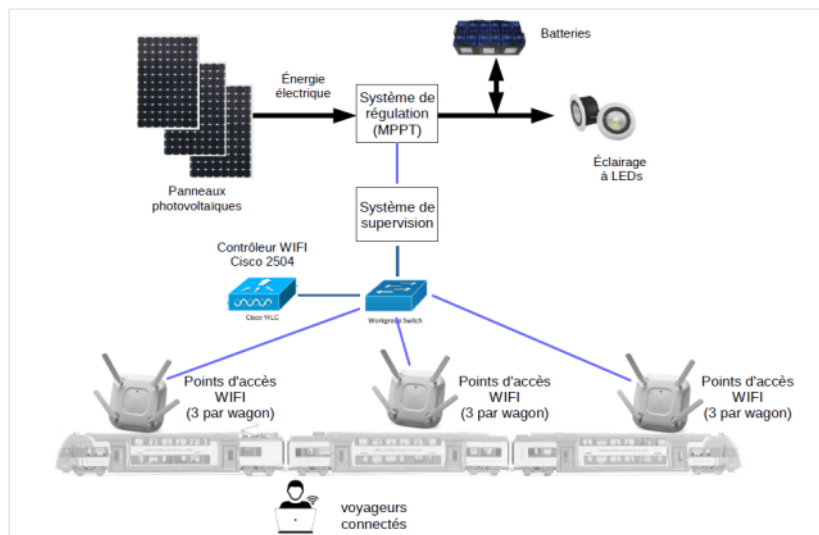 Batteries
Énergie
électrique
Système de
régulation
(MPPT)
Éclairage
à LEDs
Panneaux
photovoltaïques
Système de
supervision
Contrôleur WIFI
Cisco 2504
Cisco WLC
Workgroup Switch
Points d'accès
WIFI
(3 par wagon)
Points d'accès
WIFI
(3 par wagon)
Points d'accès
WIFI
(3 par wagon)
voyageurs
connectés